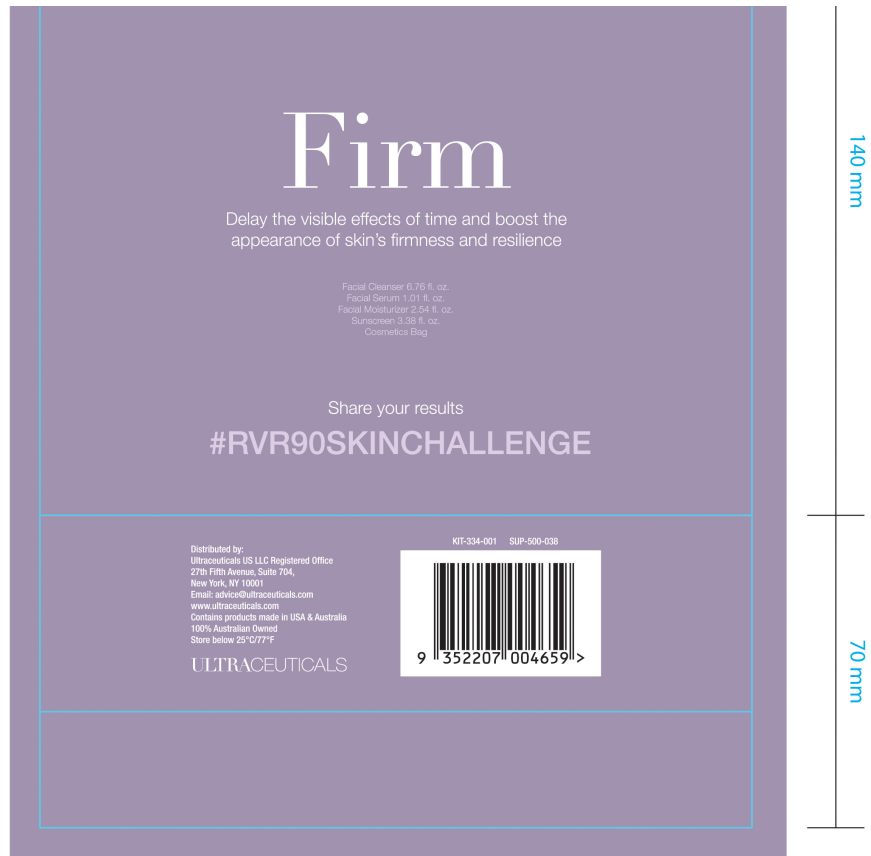 Firm
Delay the visible effects of time and boost the
appearance of skin's firmness and resilience
Facial Cleanser 6.76 fl. oz.
Facial Serum 1.01 fl. oz.
Facial Moisturizer 2.54 fl. oz.
Sunscreen 3.38 fl. oz.
Cosmetics Bag
Share your results
#RVR90SKINCHALLENGE
Distributed by:
Ultraceuticals US LLC Registered Office
27th Fifth Avenue, Suite 704,
New York, NY 10001
Email: advice@ultraceuticals.com
www.ultraceuticals.com
Contains products made in USA & Australia
100% Australian Owned
Store below 25°C/77°F
ULTRACEUTICALS
KIT-334-001 SUP-500-038
9 352207 004659 >
140 mm
70 mm